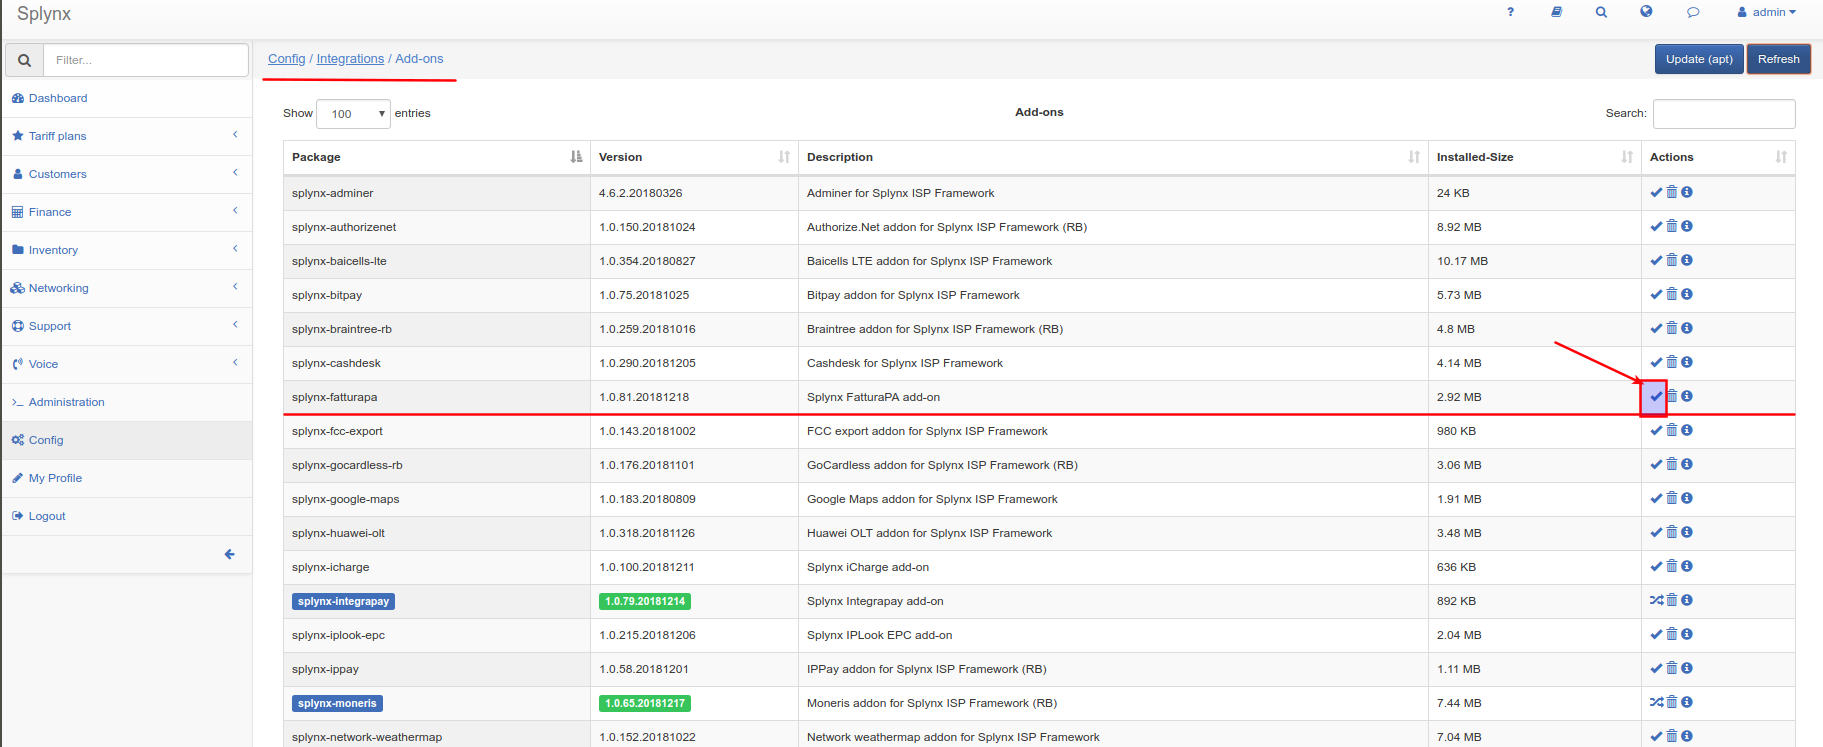 Splynx
? admin
Filter...
Config / Integrations / Add-ons
Update (apt) Refresh
Dashboard
Tariff plans
Customers
Finance
Inventory
Networking
Support
Voice
Administration
Config
My Profile
Logout
Show 100 entries
Add-ons
Search:
Package Version Description Installed-Size Actions
splynx-adminer 4.6.2.20180326 Adminer for Splynx ISP Framework 24 KB
splynx-authorizenet 1.0.150.20181024 Authorize.Net addon for Splynx ISP Framework (RB) 8.92 MB
splynx-baicells-lte 1.0.354.20180827 Baicells LTE addon for Splynx ISP Framework 10.17 MB
splynx-bitpay 1.0.75.20181025 Bitpay addon for Splynx ISP Framework 5.73 MB
splynx-braintree-rb 1.0.259.20181016 Braintree addon for Splynx ISP Framework (RB) 4.8 MB
splynx-cashdesk 1.0.290.20181205 Cashdesk for Splynx ISP Framework 4.14 MB
splynx-fatturapa 1.0.81.20181218 Splynx FatturaPA add-on 2.92 MB
splynx-fcc-export 1.0.143.20181002 FCC export addon for Splynx ISP Framework 980 KB
splynx-gocardless-rb 1.0.176.20181101 GoCardless addon for Splynx ISP Framework (RB) 3.06 MB
splynx-google-maps 1.0.183.20180809 Google Maps addon for Splynx ISP Framework 1.91 MB
splynx-huawei-olt 1.0.318.20181126 Huawei OLT addon for Splynx ISP Framework 3.48 MB
splynx-icharge 1.0.100.20181211 Splynx iCharge add-on 636 KB
splynx-integrapay 1.0.79.20181214 Splynx Integrapay add-on 892 KB
splynx-iplook-epc 1.0.215.20181206 Splynx IPLook EPC add-on 2.04 MB
splynx-ippay 1.0.58.20181201 IPPay addon for Splynx ISP Framework (RB) 1.11 MB
splynx-moneris 1.0.65.20181217 Moneris addon for Splynx ISP Framework (RB) 7.44 MB
splynx-network-weathermap 1.0.152.20181022 Network weathermap addon for Splynx ISP Framework 7.04 MB